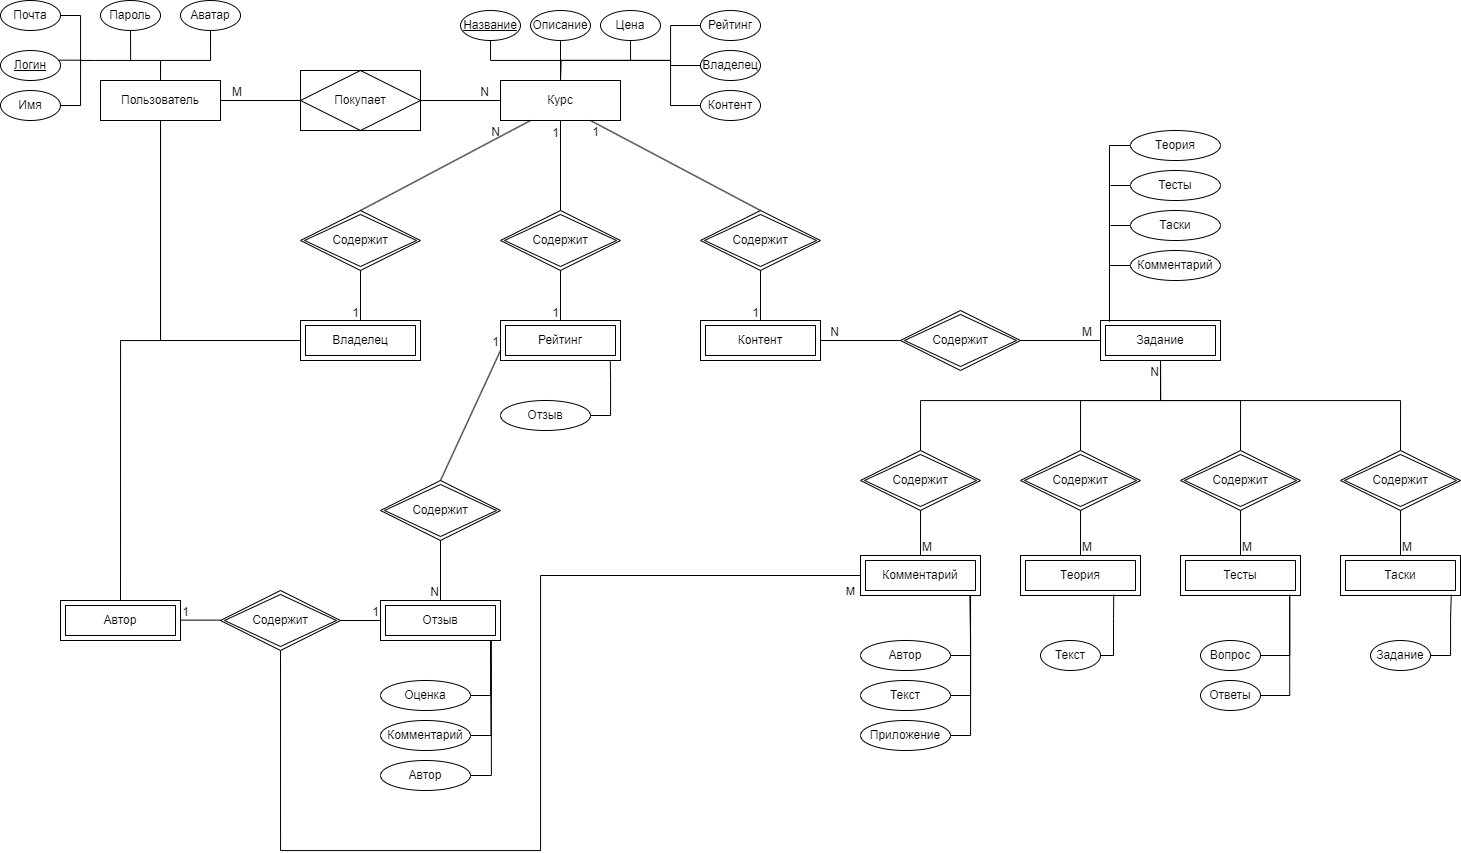 Почта
Пароль
Аватар
Название
Описание
Цена
Рейтинг
Логин
Владелец
Имя
Пользователь
M
Покупает
N
Курс
Контент
N
1
1
Теория
Тесты
Таски
Комментарий
Содержит
Содержит
Содержит
1
1
1
Владелец
1
Рейтинг
Контент
N
Содержит
M
Задание
N
Отзыв
Содержит
Содержит
Содержит
Содержит
Содержит
M
M
M
M
Комментарий
Теория
Тесты
Таски
N
M
Автор
1
Содержит
1
Отзыв
Автор
Текст
Вопрос
Задание
Оценка
Текст
Ответы
Комментарий
Приложение
Автор